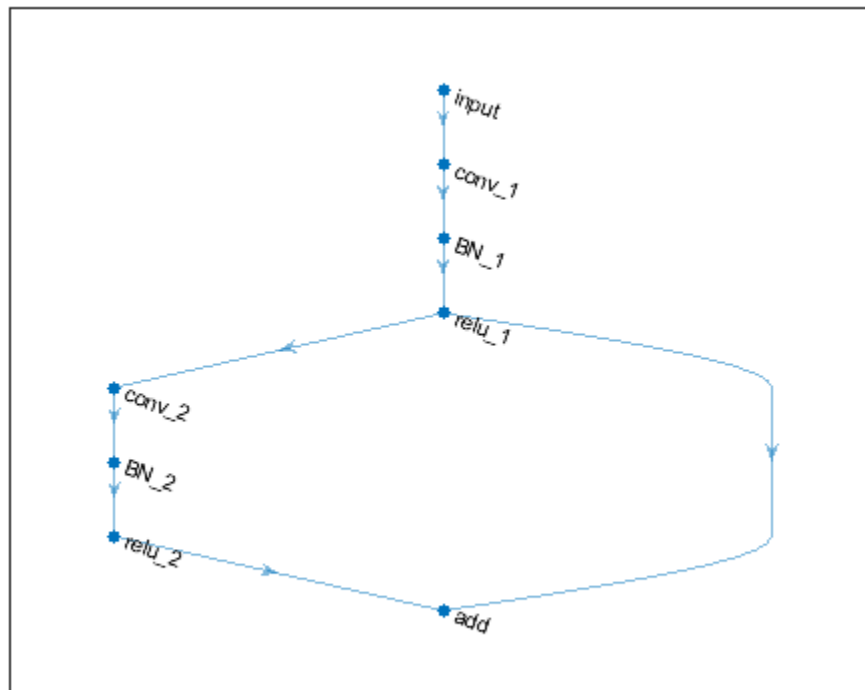 input
conv_1
BN_1
relu_1
conv_2
BN_2
relu_2
add